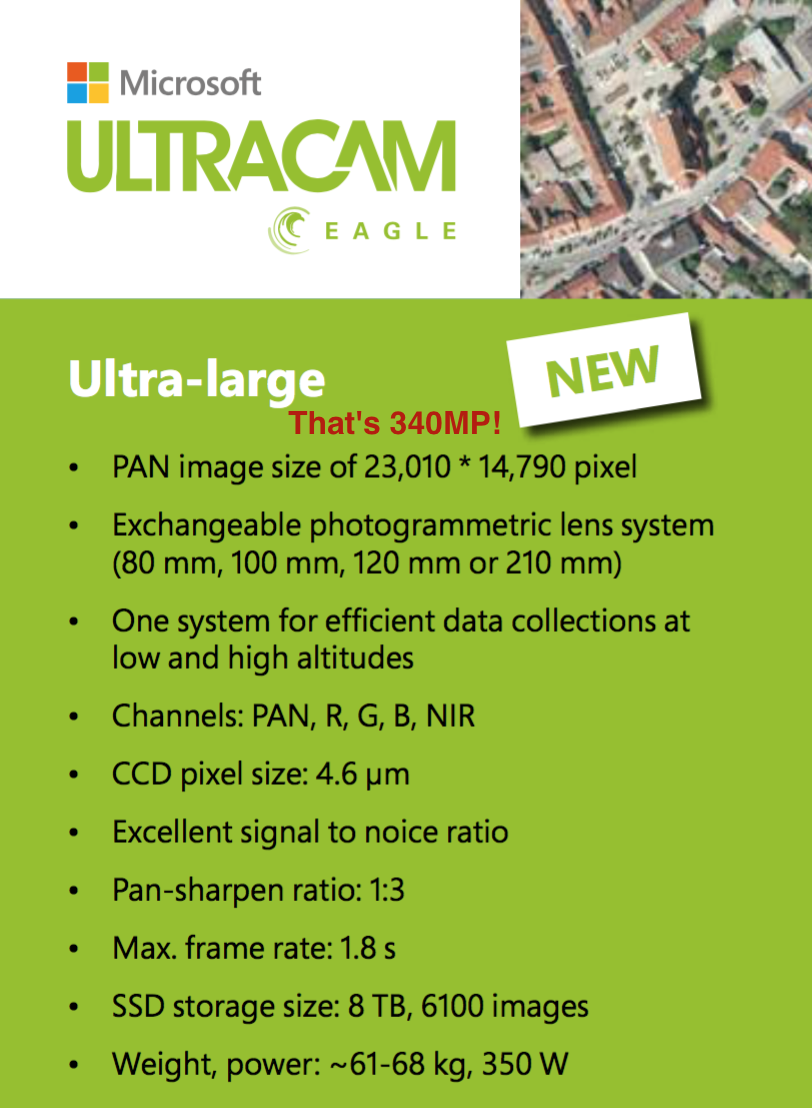 Microsoft
ULTRACAM
EAGLE
Ultra-large
NEW
That's 340MP!
• PAN image size of 23,010 * 14,790 pixel
• Exchangeable photogrammetric lens system
(80 mm, 100 mm, 120 mm or 210 mm)
• One system for efficient data collections at
low and high altitudes
• Channels: PAN, R, G, B, NIR
• CCD pixel size: 4.6 µm
• Excellent signal to noice ratio
• Pan-sharpen ratio: 1:3
• Max. frame rate: 1.8 s
• SSD storage size: 8 TB, 6100 images
• Weight, power: ~61-68 kg, 350 W